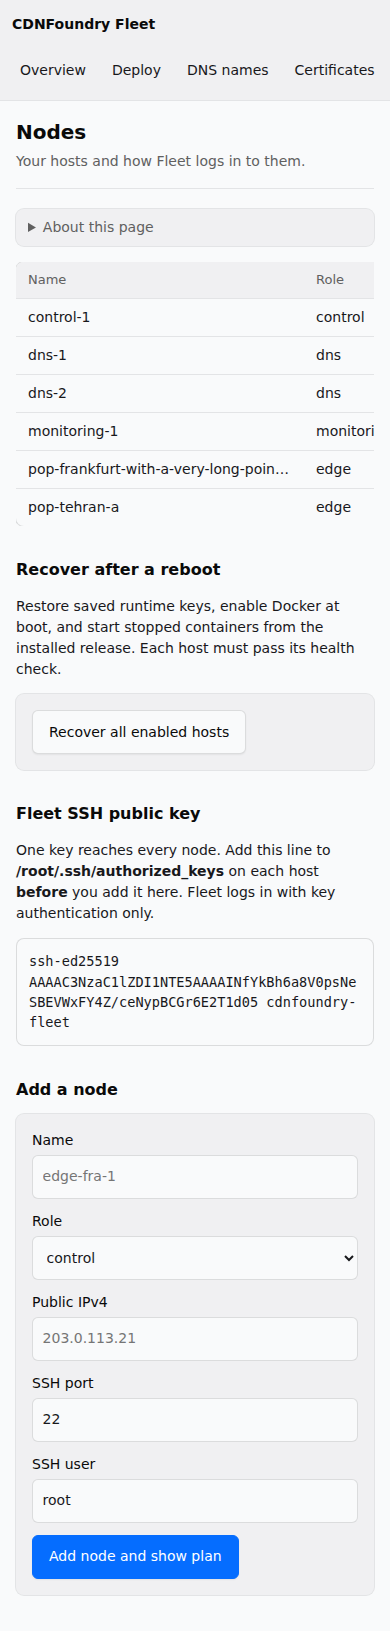 CDNFoundry Fleet
Overview Deploy DNS names Certificates
Nodes
Your hosts and how Fleet logs in to them.
About this page
Name Role
control-1 control
dns-1 dns
dns-2 dns
monitoring-1 monitori
pop-frankfurt-with-a-very-long-poin... edge
pop-tehran-a edge
Recover after a reboot
Restore saved runtime keys, enable Docker at
boot, and start stopped containers from the
installed release. Each host must pass its health
check.
Recover all enabled hosts
Fleet SSH public key
One key reaches every node. Add this line to
/root/.ssh/authorized_keys on each host
before you add it here. Fleet logs in with key
authentication only.
ssh-ed25519
AAAAC3NzaC1lZDI1NTE5AAAAINfYkBh6a8V0psNe
SBEVWxFY4Z/ceNypBCGr6E2T1d05 cdnfoundry-
fleet
Add a node
Name
edge-fra-1
Role
control
Public IPv4
203.0.113.21
SSH port
22
SSH user
root
Add node and show plan